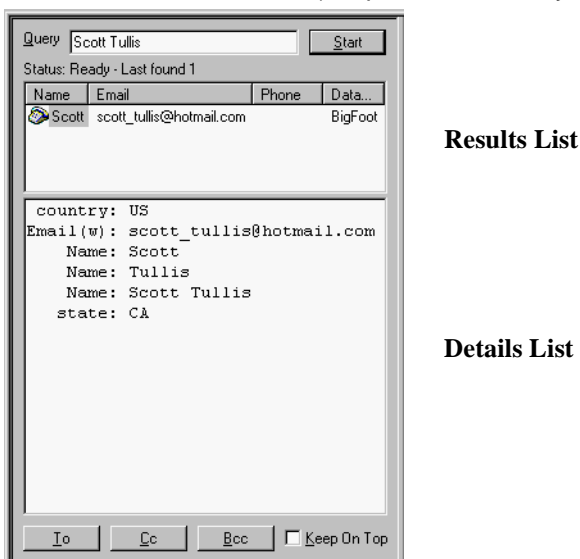 Query Scott Tullis Start
Status: Ready - Last found 1
Name Email Phone Data...
Scott scott_tullis@hotmail.com BigFoot
Results List
country: US
Email(w): scott_tullis@hotmail.com
Name: Scott
Name: Tullis
Name: Scott Tullis
state: CA
Details List
To Cc Bcc Keep On Top